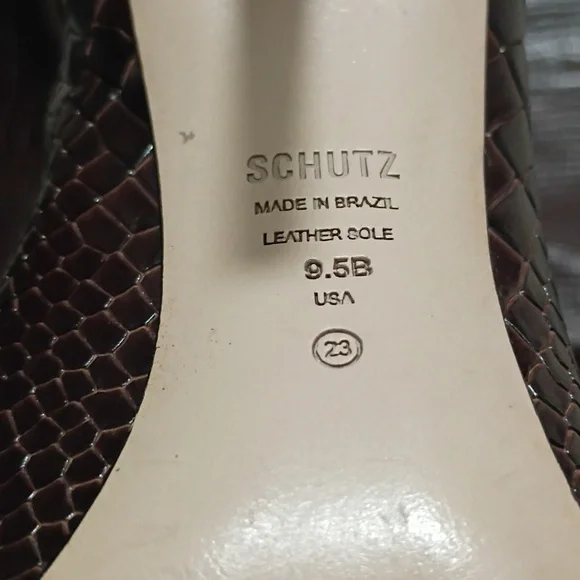 SCHUTZ
MADE IN BRAZIL
LEATHER SOLE
9.5B
USA
23